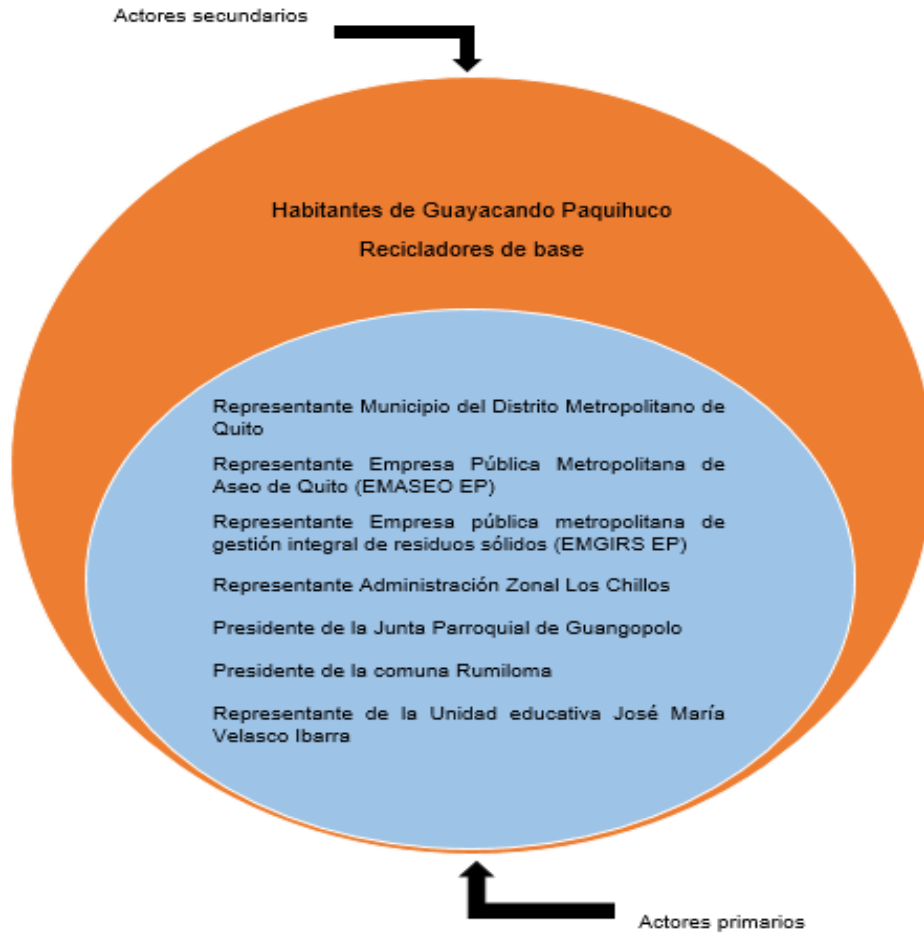 Actores secundarios
Habitantes de Guayacando Paquihuco
Recicladores de base
Representante Municipio del Distrito Metropolitano de
Quito
Representante Empresa Pública Metropolitana de
Aseo de Quito (EMASEO EP)
Representante Empresa pública metropolitana de
gestión integral de residuos sólidos (EMGIRS EP)
Representante Administración Zonal Los Chillos
Presidente de la Junta Parroquial de Guangopolo
Presidente de la comuna Rumiloma
Representante de la Unidad educativa José María
Velasco Ibarra
Actores primarios